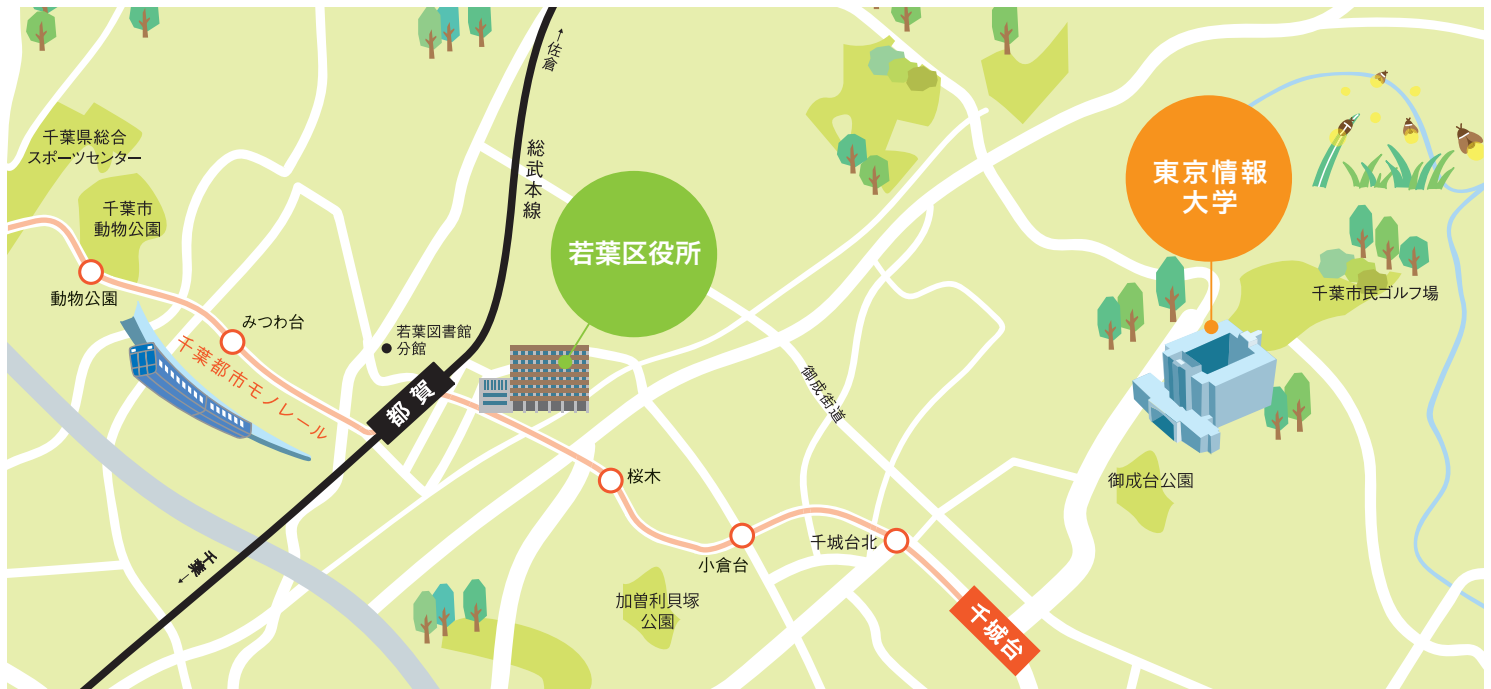 ←佐倉
千葉県総合
スポーツセンター
総武本線
東京情報
大学
千葉市
動物公園
若葉区役所
動物公園
千葉市民ゴルフ場
みつわ台
若葉図書館
分館
千葉都市モノレール
都賀
御成街道
桜木
御成台公園
千城台北
小倉台
千葉→
加曽利貝塚
公園
千城台